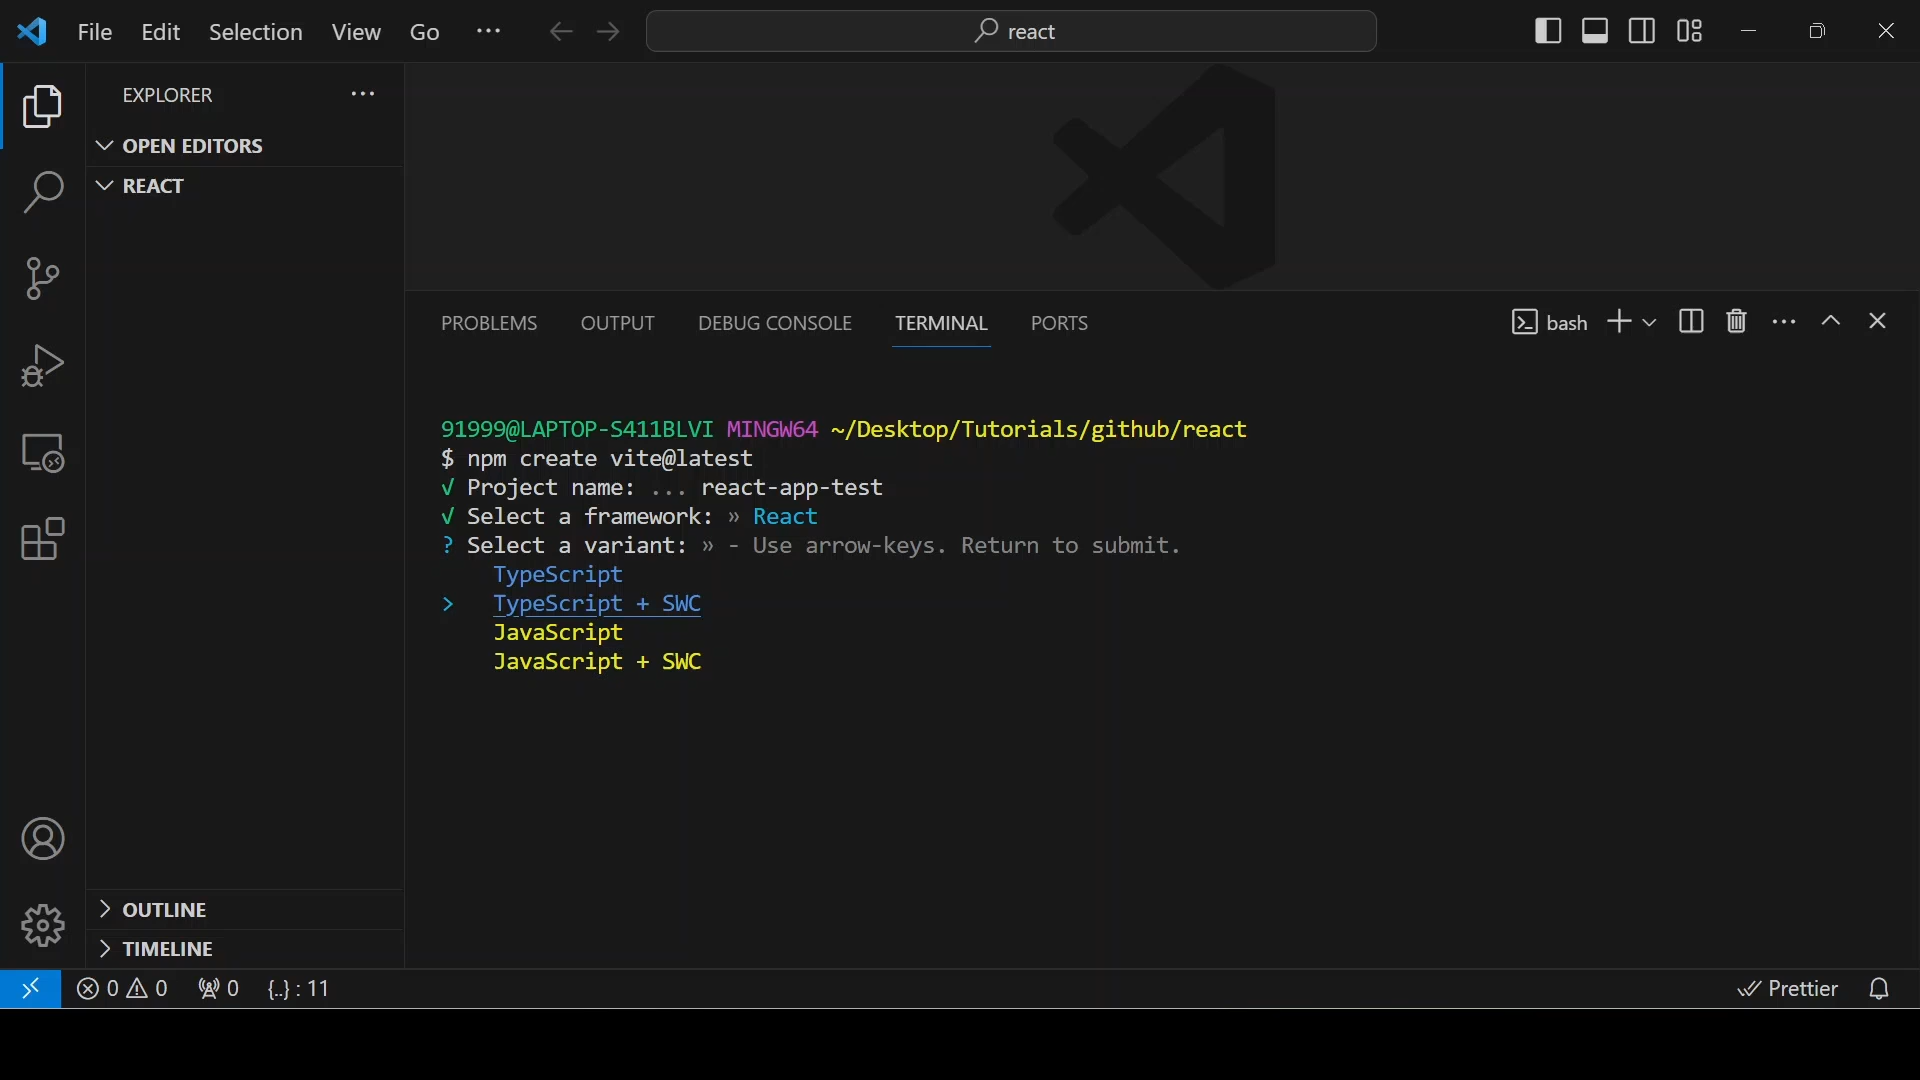 File Edit Selection View Go ··· react
EXPLORER ···
OPEN EDITORS
REACT
PROBLEMS OUTPUT DEBUG CONSOLE TERMINAL PORTS bash ···
91999@LAPTOP-S411BLVI MINGW64 ~/Desktop/Tutorials/github/react
$ npm create vite@latest
√ Project name: ... react-app-test
√ Select a framework: » React
? Select a variant: » - Use arrow-keys. Return to submit.
TypeScript
> TypeScript + SWC
JavaScript
JavaScript + SWC
OUTLINE
TIMELINE
0 0 0 {..} : 11 Prettier